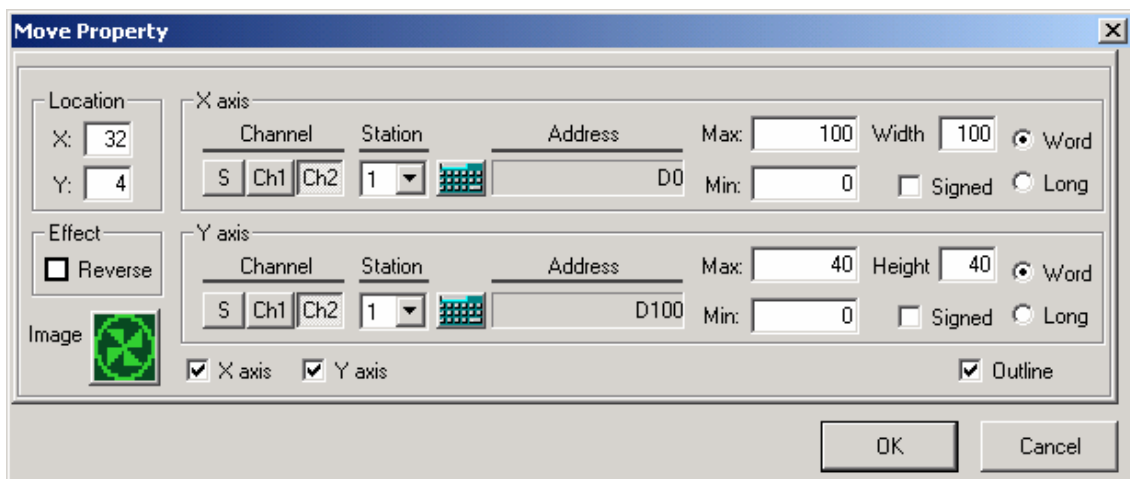 Move Property
Location
X: 32
Y: 4
X axis
Channel Station Address Max: 100 Width 100 Word
S Ch1 Ch2 1 D0 Min: 0 Signed Long
Effect
Reverse
Y axis
Channel Station Address Max: 40 Height 40 Word
S Ch1 Ch2 1 D100 Min: 0 Signed Long
Image
X axis Y axis Outline
OK Cancel